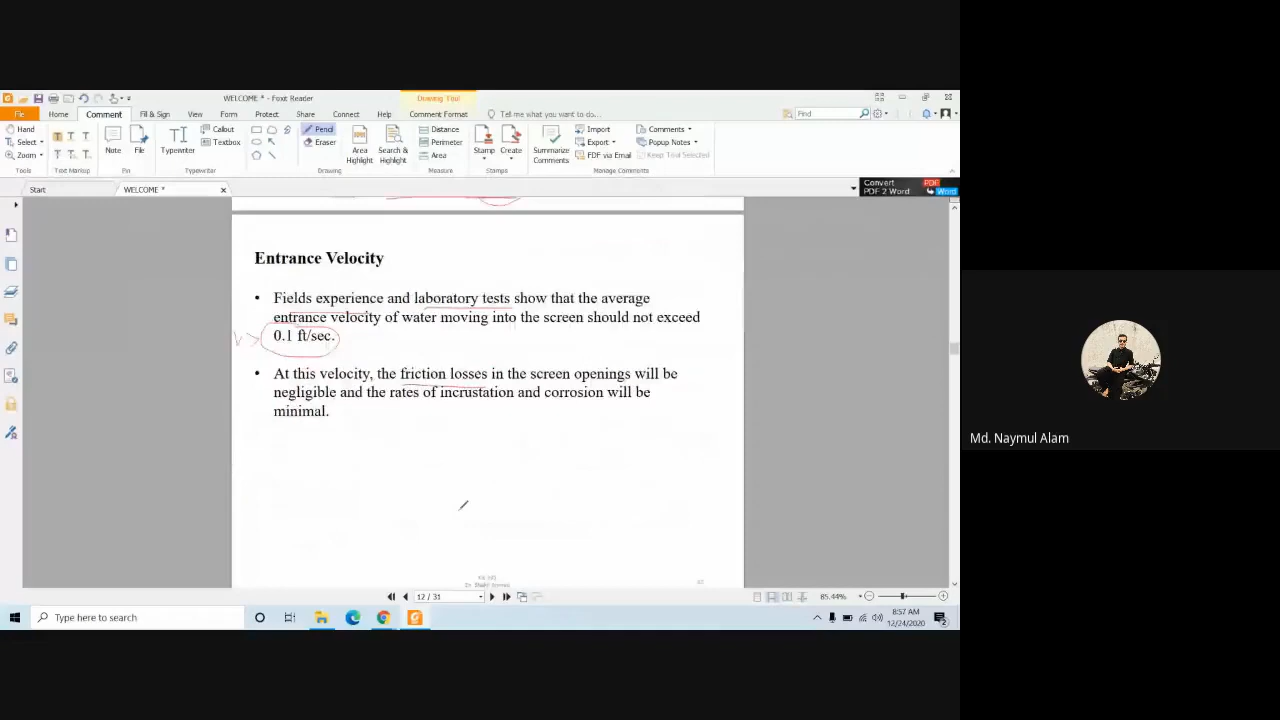 WELCOME * - Foxit Reader
Drawing Tool
File Home Comment Fill & Sign View Form Protect Share Connect Help Comment Format Tell me what you want to do... Find
Hand
Select
Zoom
Tools
Text Markup
Note
File
Pin
Typewriter
Callout
Textbox
Typewriter
Pencil
Eraser
Drawing
Area
Highlight
Search &
Highlight
Distance
Perimeter
Area
Measure
Stamp
Create
Stamps
Summarize
Comments
Import
Export
FDF via Email
Comments
Popup Notes
Keep Tool Selected
Manage Comments
Start
WELCOME *
Convert PDF
PDF 2 Word Word
Entrance Velocity
• Fields experience and laboratory tests show that the average
entrance velocity of water moving into the screen should not exceed
0.1 ft/sec.
• At this velocity, the friction losses in the screen openings will be
negligible and the rates of incrustation and corrosion will be
minimal.
12 / 31
85.44%
Type here to search
8:57 AM
12/24/2020
2
Md. Naymul Alam